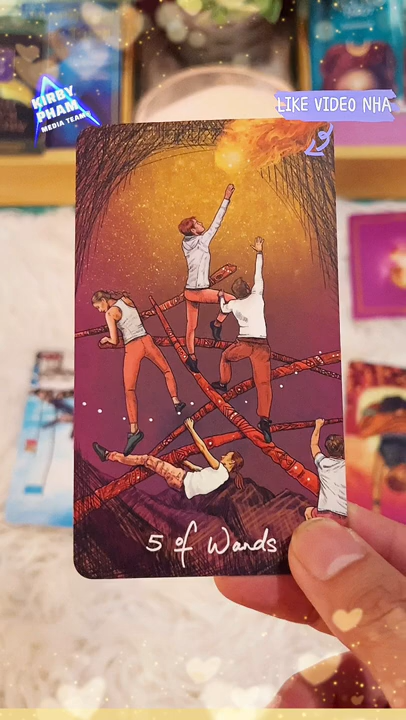 KIRBY
PHAM
MEDIA TEAM
LIKE VIDEO NHA
5 of Wands